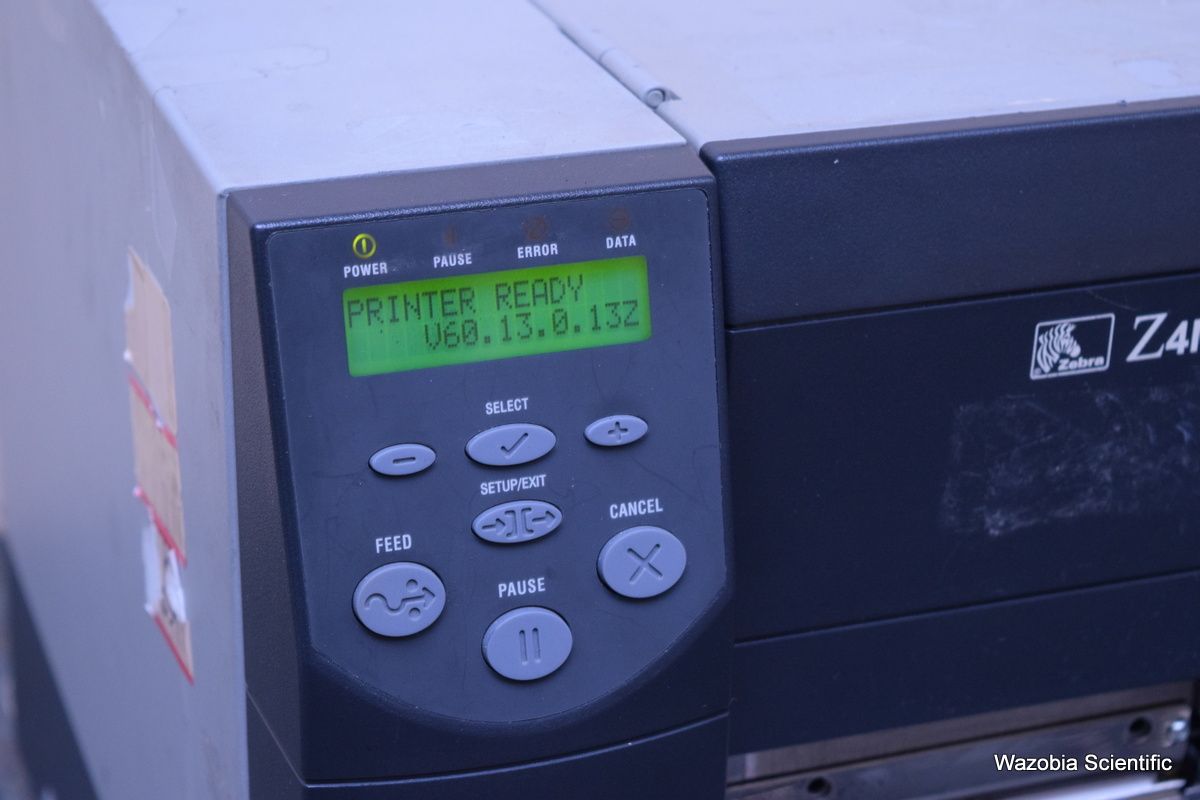 POWER
PAUSE
ERROR
DATA
PRINTER READY
V60.13.0.13Z
SELECT
SETUP/EXIT
FEED
CANCEL
PAUSE
Zebra
Wazobia Scientific